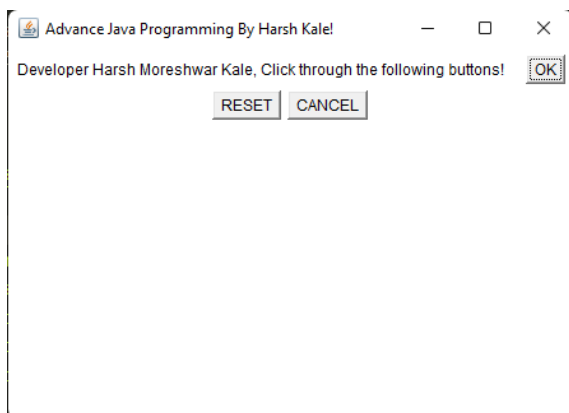 Advance Java Programming By Harsh Kale!
Developer Harsh Moreshwar Kale, Click through the following buttons! OK
RESET CANCEL